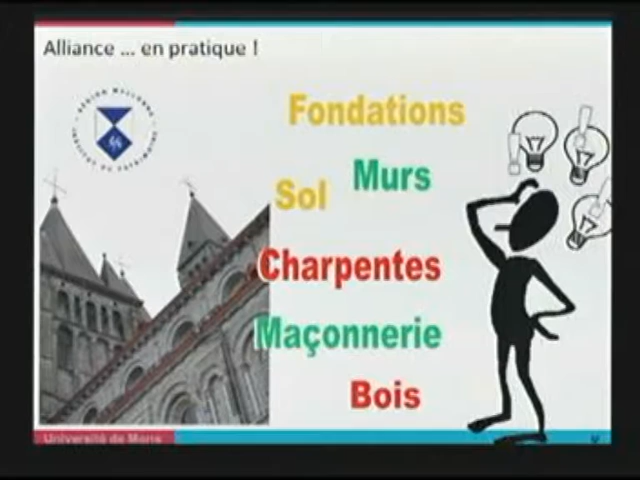 Alliance ... en pratique !
Fondations
Murs
Sol
Charpentes
Maçonnerie
Bois
Université de Mons